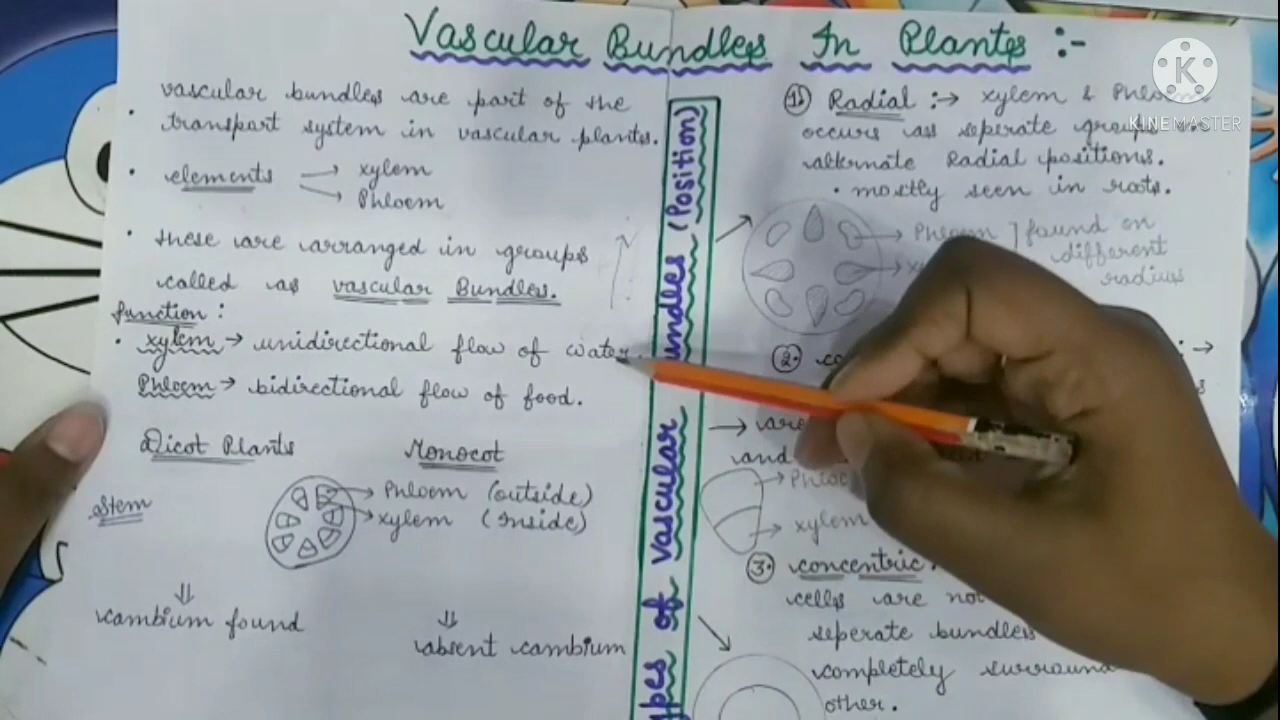 Vascular Bundles In Plants :-
• vascular bundles are part of the
transport system in vascular plants.
• elements → xylem
→ Phloem
• these are arranged in groups
called as vascular Bundles.
function :
• xylem → unidirectional flow of water.
Phloem → bidirectional flow of food.
Dicot Plants Monocot
Stem
Phloem (outside)
xylem (Inside)
⇓
cambium found
⇓
absent cambium
ypes of vascular undles (Position)
1. Radial :→ xylem & Phloem
occurs as seperate groups
alternate Radial positions.
• mostly seen in roots.
Phloem ] found on
different
radius
2.
→ are
and
xylem
3. concentric
cells are not
seperate bundles
completely surround
other.
K
KINEMASTER